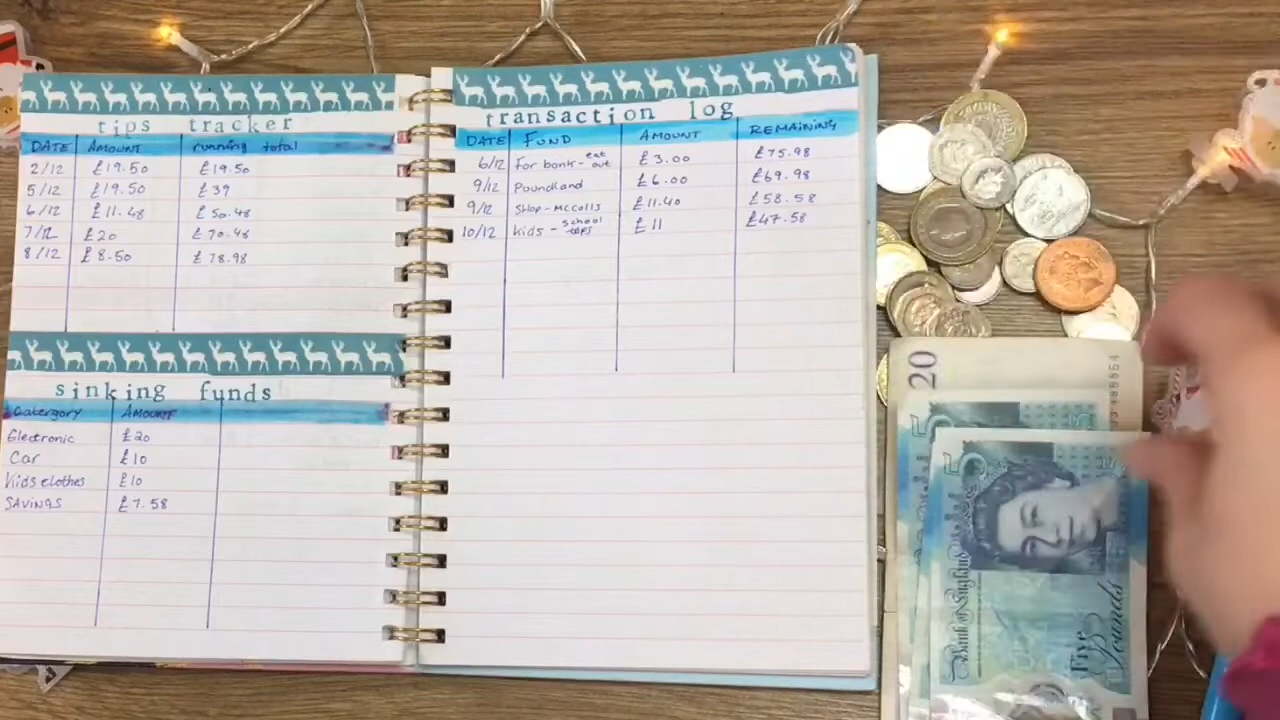 tips tracker
DATE AMOUNT running total
2/12 £19.50 £19.50
5/12 £19.50 £39
6/12 £11.48 £50.48
7/12 £20 £70.48
8/12 £8.50 £78.98
sinking funds
Catergory AMOUNT
Electronic £20
Car £10
Kids clothes £10
SAVINGS £7.58
transaction log
DATE FUND AMOUNT REMAINING
6/12 For bank - eat out £3.00 £75.98
9/12 Poundland £6.00 £69.98
9/12 Shop - McColls £11.40 £58.58
10/12 kids - school £11 £47.58
20
5
5
Bank of England
Five
Pounds